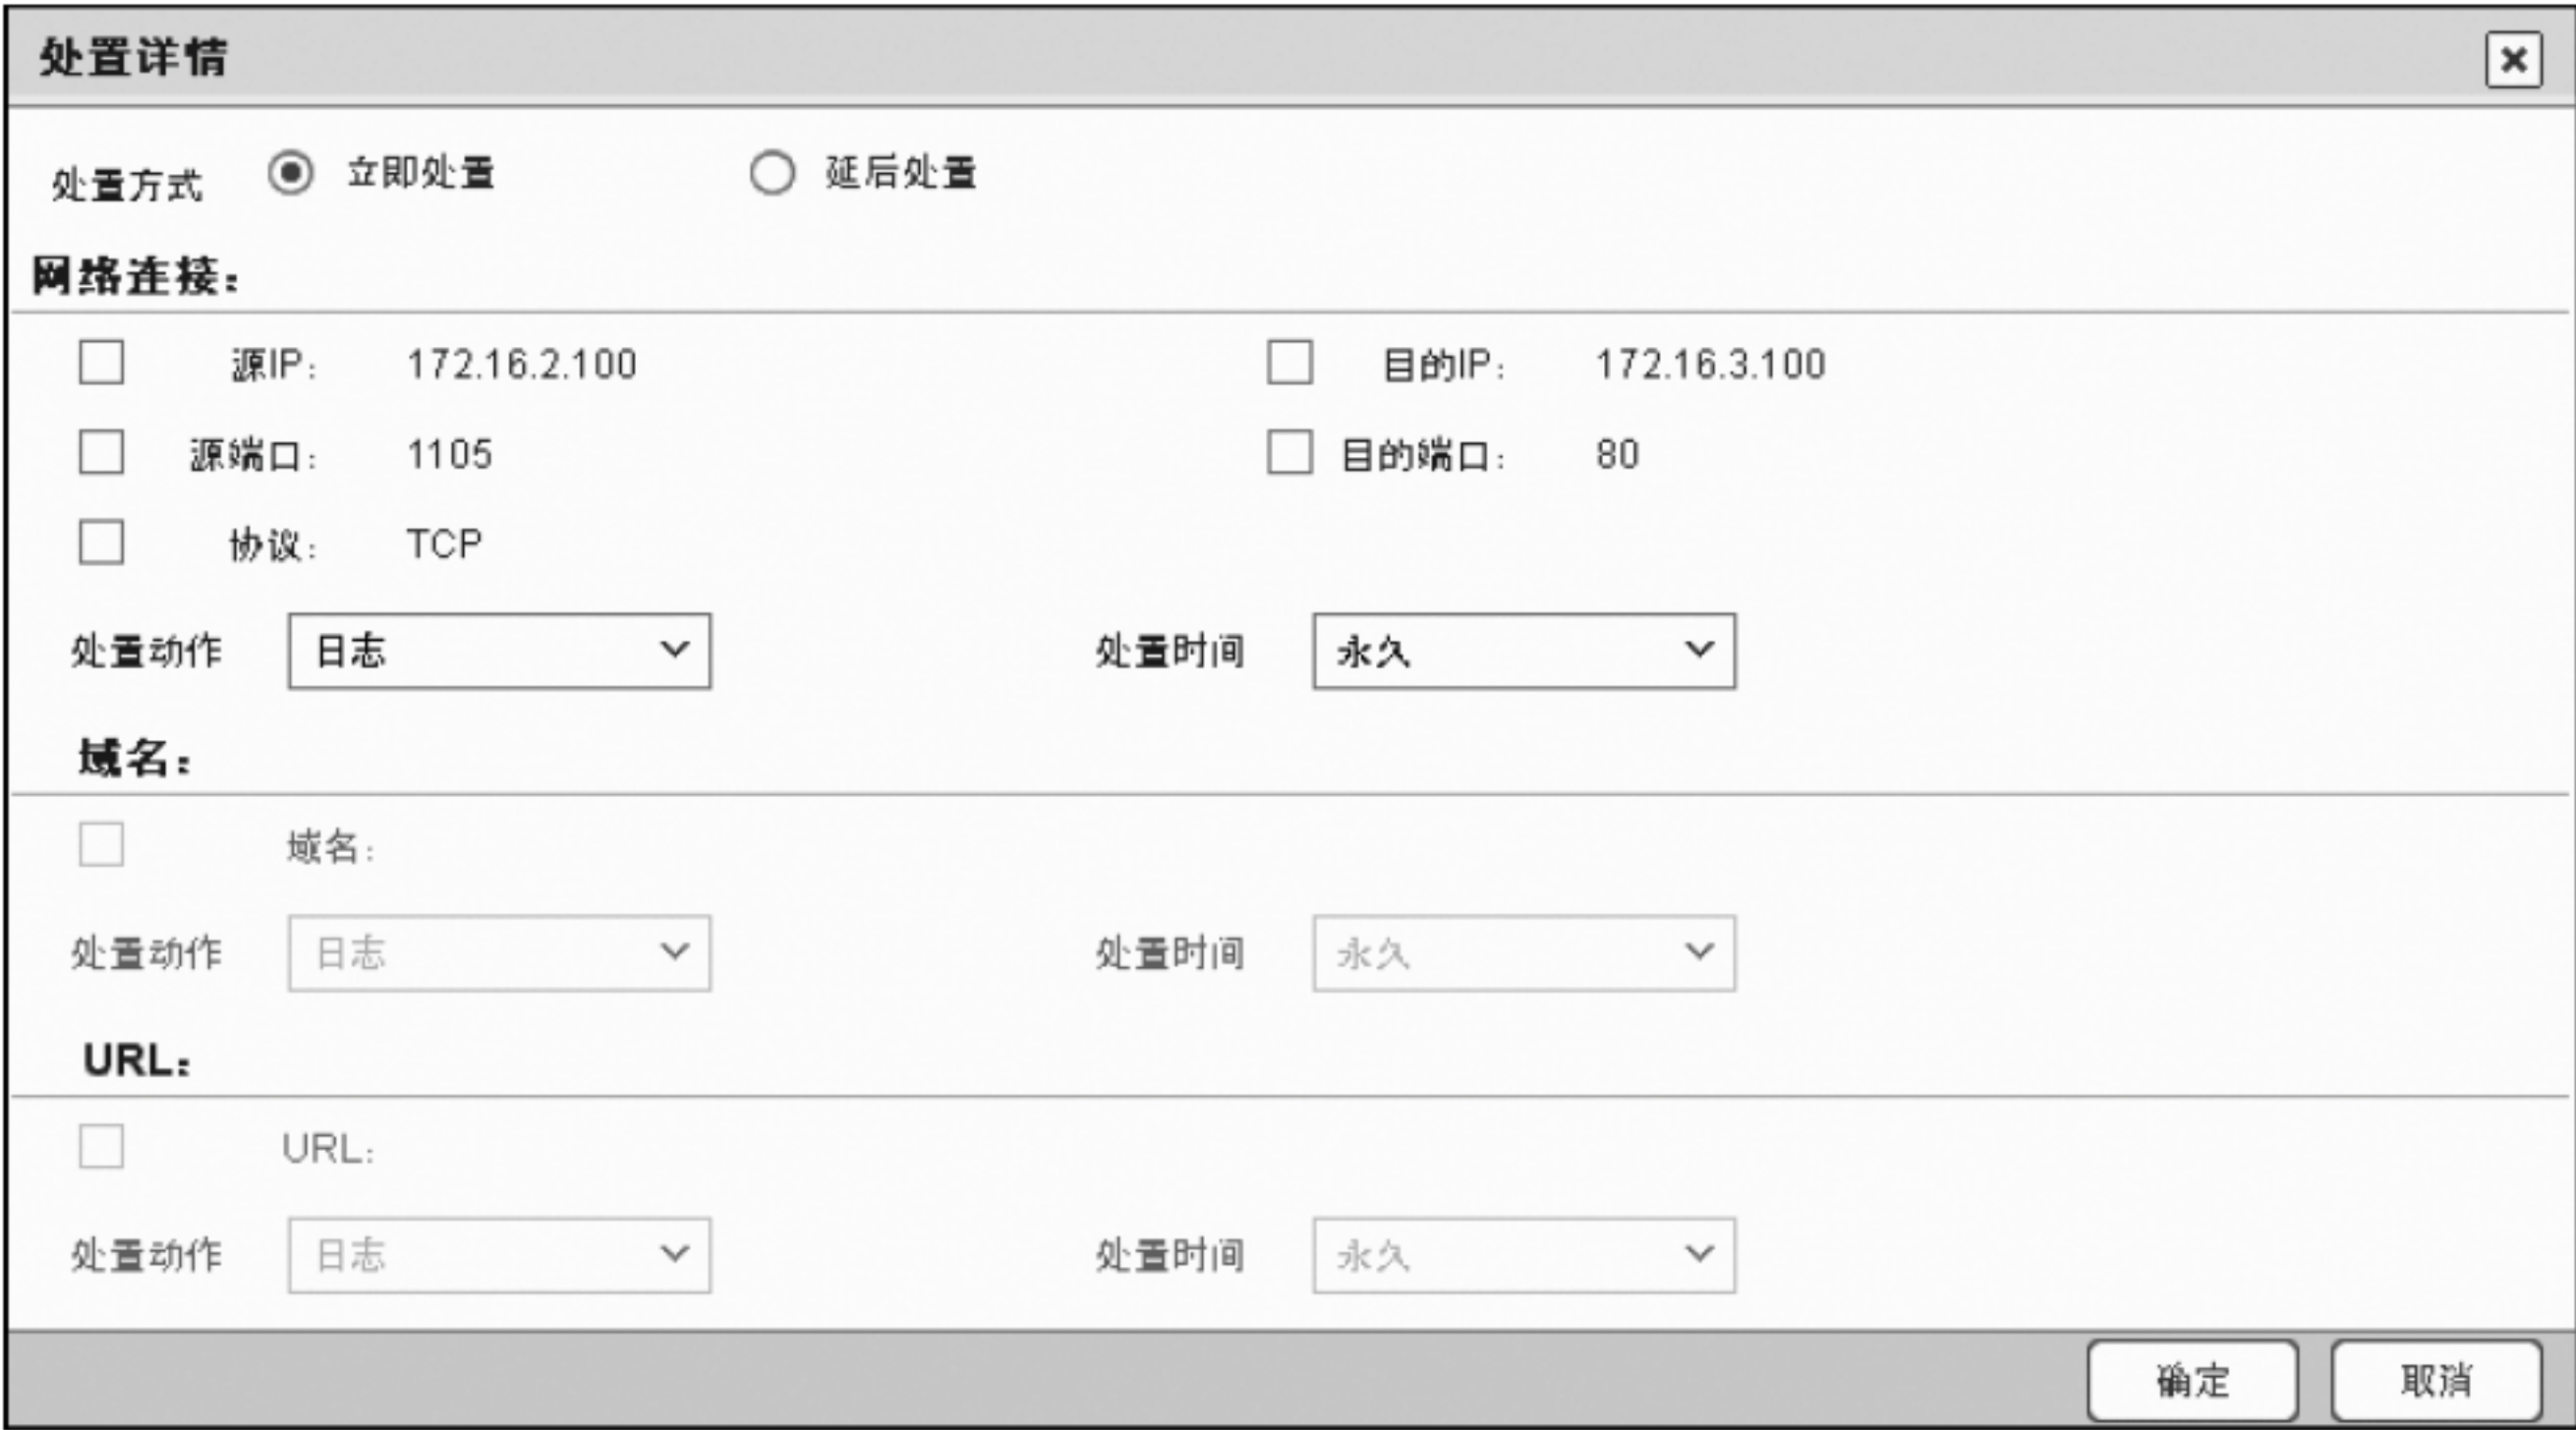 处置详情
处置方式 立即处置 延后处置
网络连接：
源IP： 172.16.2.100 目的IP： 172.16.3.100
源端口： 1105 目的端口： 80
协议： TCP
处置动作 日志 处置时间 永久
域名：
域名：
处置动作 日志 处置时间 永久
URL：
URL：
处置动作 日志 处置时间 永久
确定 取消